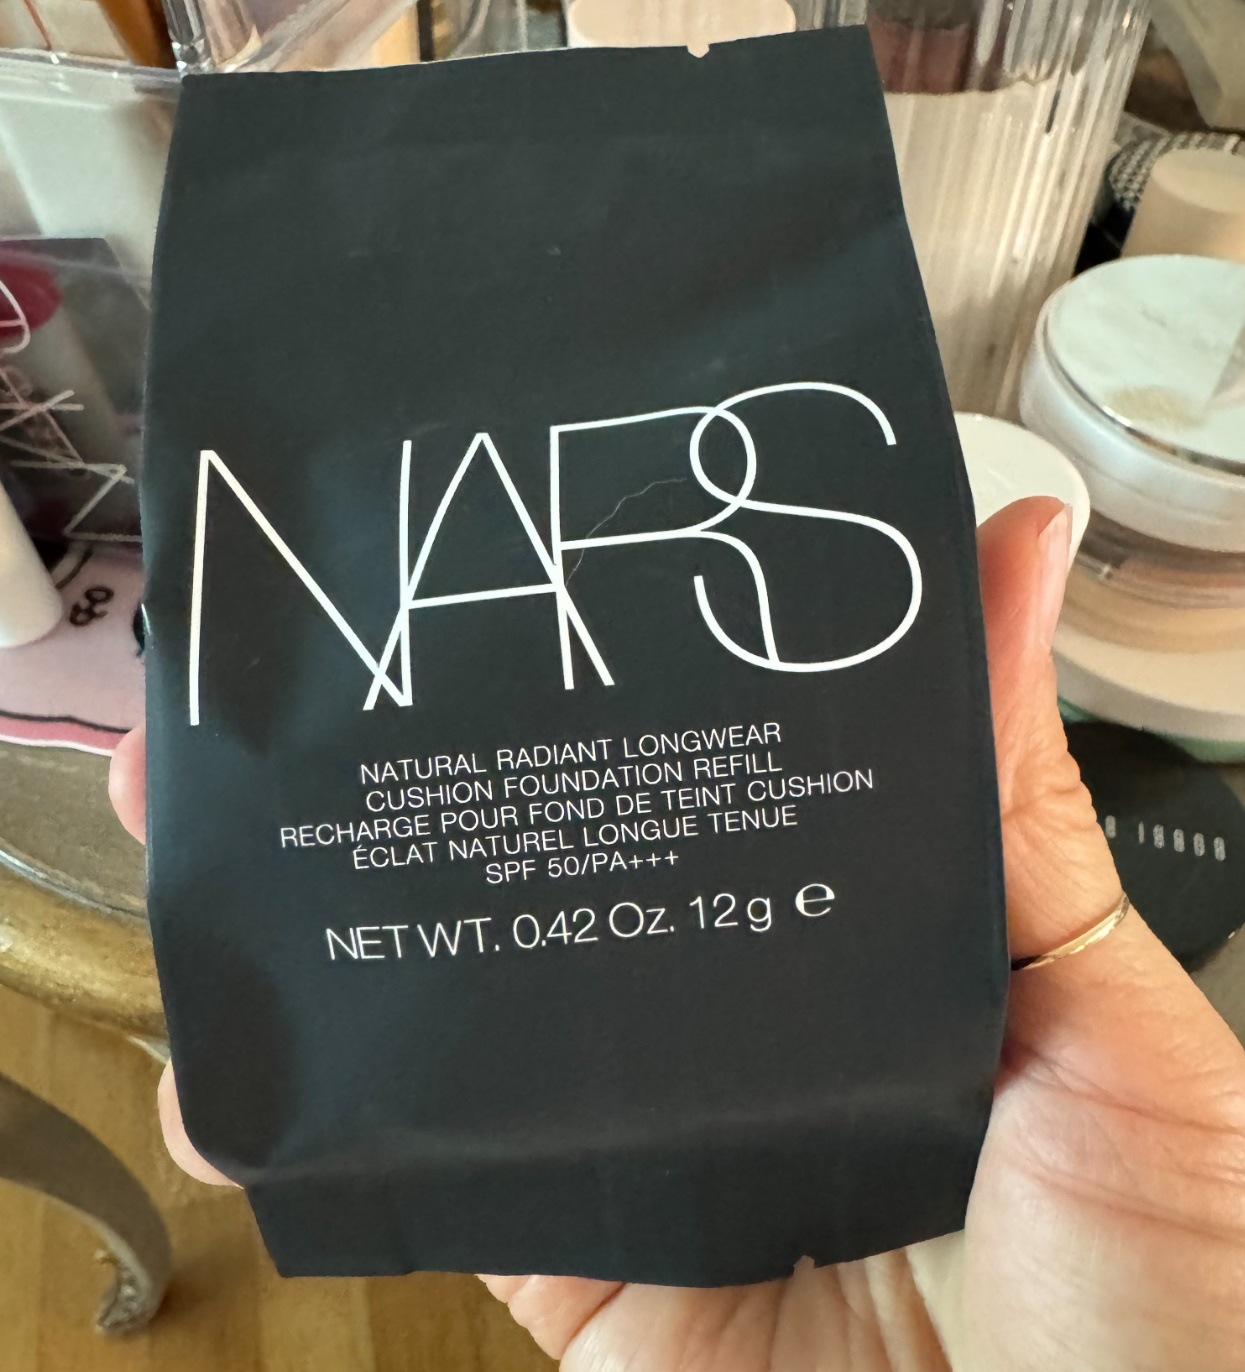 NARS
NATURAL RADIANT LONGWEAR
CUSHION FOUNDATION REFILL
RECHARGE POUR FOND DE TEINT CUSHION
ÉCLAT NATUREL LONGUE TENUE
SPF 50/PA+++
NET WT. 0.42 Oz. 12 g ℮